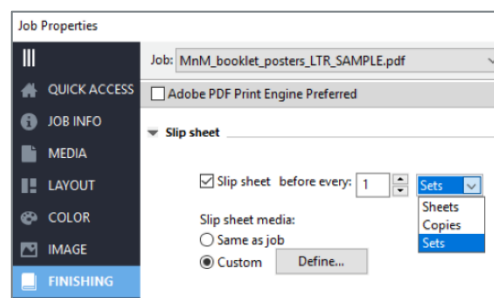 Job Properties
Job: MnM_booklet_posters_LTR_SAMPLE.pdf
QUICK ACCESS
Adobe PDF Print Engine Preferred
JOB INFO
Slip sheet
MEDIA
LAYOUT
Slip sheet before every: 1 Sets
Sheets
COLOR
Slip sheet media:
Copies
IMAGE
Same as job
Sets
FINISHING
Custom Define...